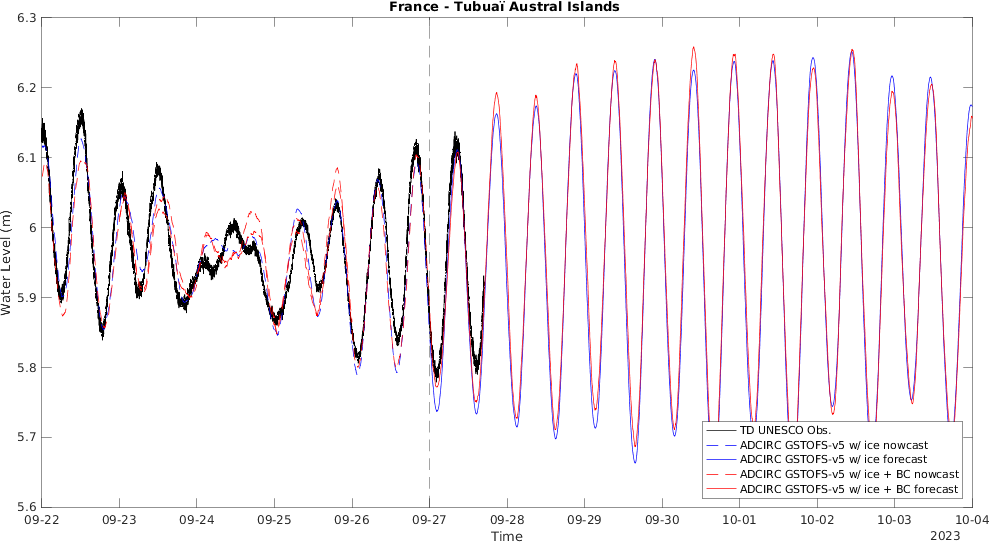 France - Tubuaï Austral Islands
Water Level (m)
6.3
6.2
6.1
6
5.9
5.8
5.7
5.6
TD UNESCO Obs.
ADCIRC GSTOFS-v5 w/ ice nowcast
ADCIRC GSTOFS-v5 w/ ice forecast
ADCIRC GSTOFS-v5 w/ ice + BC nowcast
ADCIRC GSTOFS-v5 w/ ice + BC forecast
09-22 09-23 09-24 09-25 09-26 09-27 09-28 09-29 09-30 10-01 10-02 10-03 10-04
Time
2023